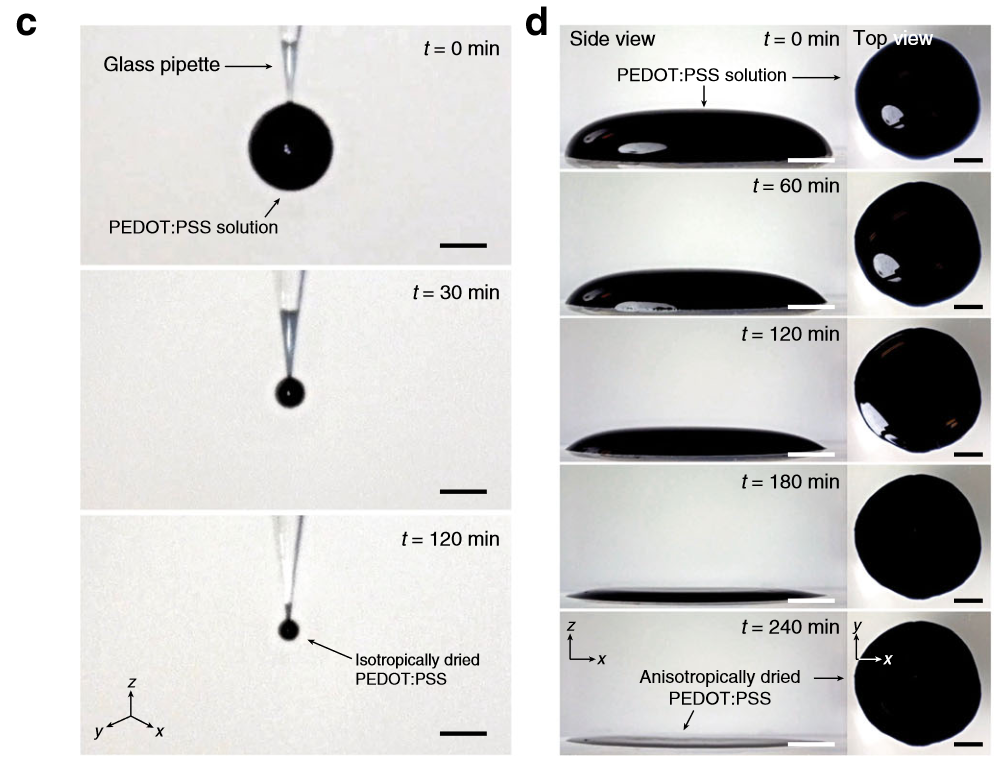 c
t = 0 min
Glass pipette
PEDOT:PSS solution
t = 30 min
t = 120 min
Isotropically dried
PEDOT:PSS
z
y
x
d
Side view
t = 0 min
Top view
PEDOT:PSS solution
t = 60 min
t = 120 min
t = 180 min
t = 240 min
z
x
y
x
Anisotropically dried
PEDOT:PSS